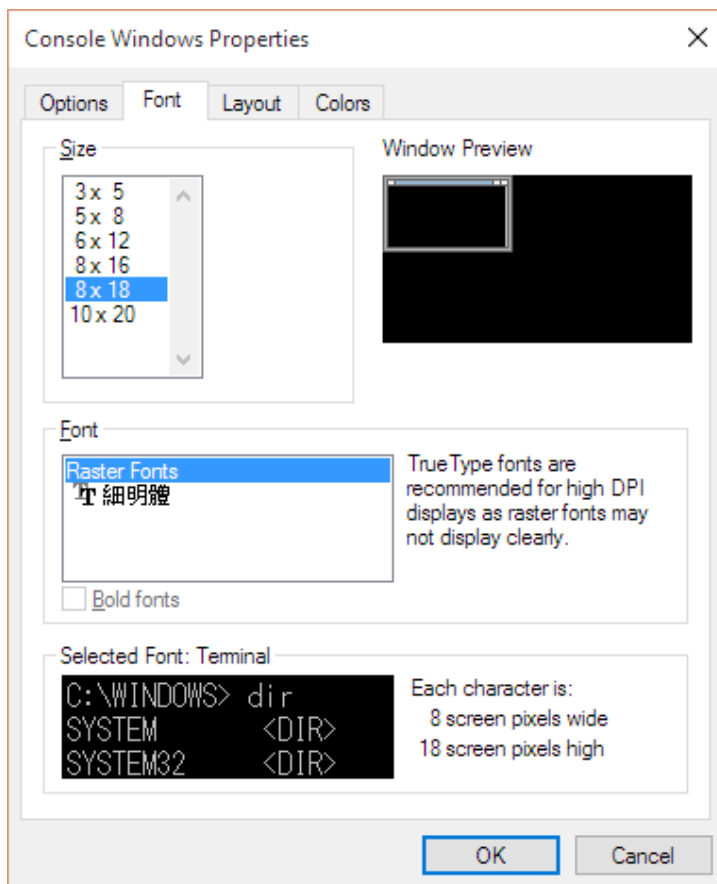 Console Windows Properties
Options Font Layout Colors
Size
3 x 5
5 x 8
6 x 12
8 x 16
8 x 18
10 x 20
Window Preview
Font
Raster Fonts
細明體
TrueType fonts are
recommended for high DPI
displays as raster fonts may
not display clearly.
Bold fonts
Selected Font: Terminal
C:\WINDOWS> dir
SYSTEM <DIR>
SYSTEM32 <DIR>
Each character is:
8 screen pixels wide
18 screen pixels high
OK Cancel